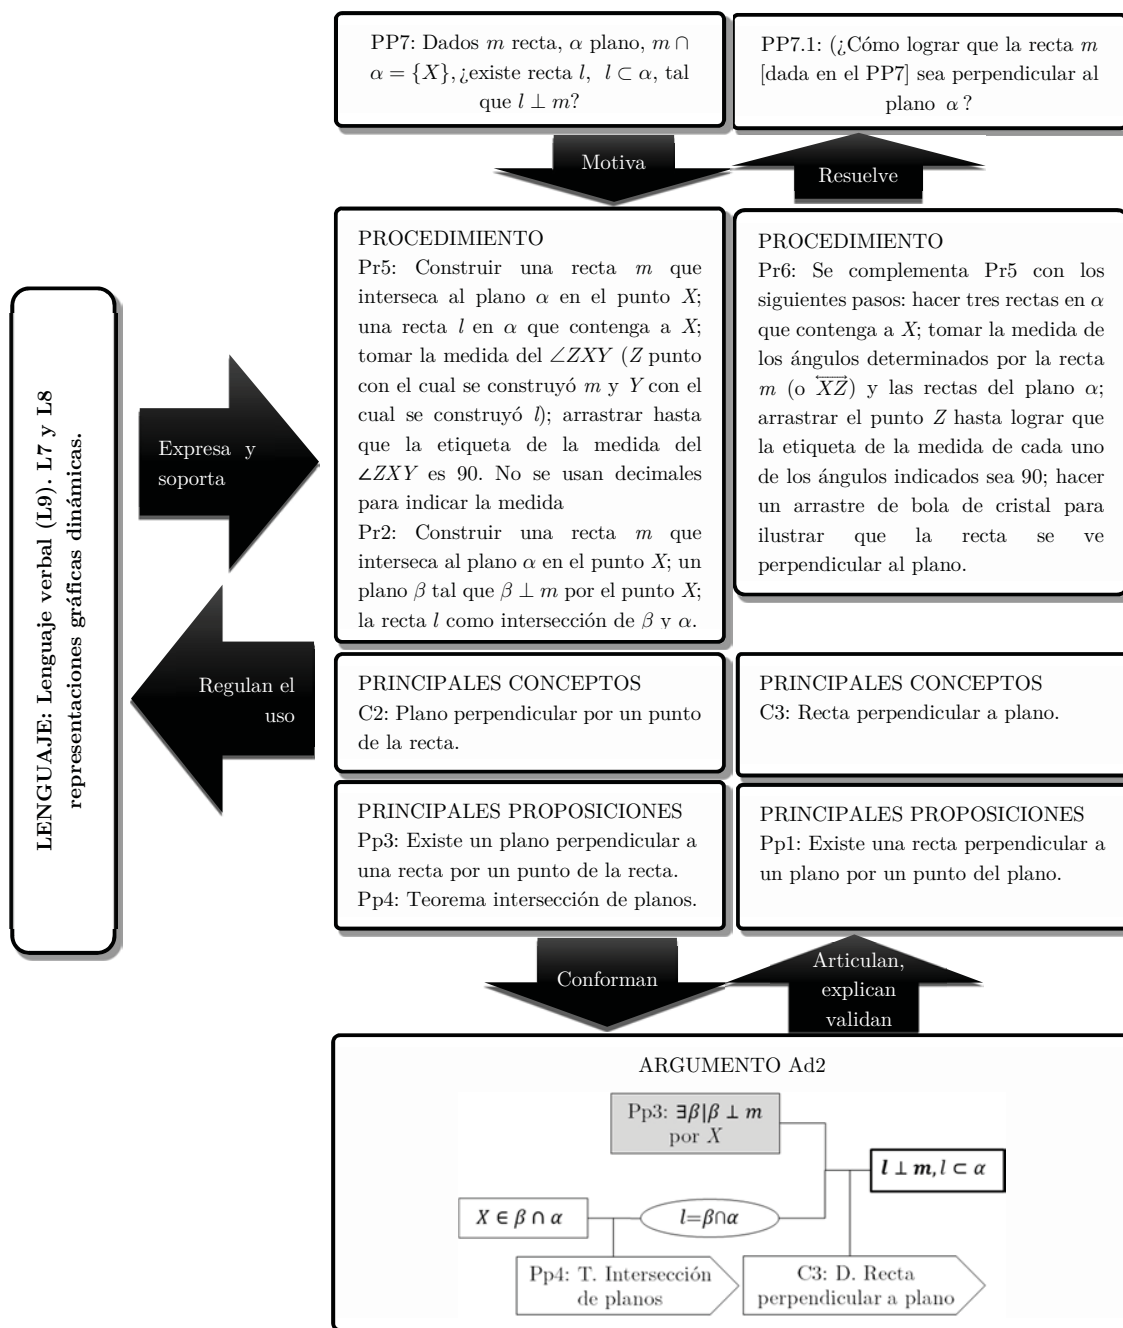 PP7: Dados m recta, α plano, m ∩
α = {X}, ¿existe recta l, l ⊂ α, tal
que l ⊥ m?
PP7.1: (¿Cómo lograr que la recta m
[dada en el PP7] sea perpendicular al
plano α ?
Motiva
Resuelve
PROCEDIMIENTO
Pr5: Construir una recta m que
interseca al plano α en el punto X;
una recta l en α que contenga a X;
tomar la medida del ∠ZXY (Z punto
con el cual se construyó m y Y con el
cual se construyó l); arrastrar hasta
que la etiqueta de la medida del
∠ZXY es 90. No se usan decimales
para indicar la medida
Pr2: Construir una recta m que
interseca al plano α en el punto X; un
plano β tal que β ⊥ m por el punto X;
la recta l como intersección de β y α.
PROCEDIMIENTO
Pr6: Se complementa Pr5 con los
siguientes pasos: hacer tres rectas en α
que contenga a X; tomar la medida de
los ángulos determinados por la recta
m (o \overleftrightarrow{XZ}) y las rectas del plano α;
arrastrar el punto Z hasta lograr que
la etiqueta de la medida de cada uno
de los ángulos indicados sea 90; hacer
un arrastre de bola de cristal para
ilustrar que la recta se ve
perpendicular al plano.
LENGUAJE: Lenguaje verbal (L9). L7 y L8
representaciones gráficas dinámicas.
Expresa y
soporta
Regulan el
uso
PRINCIPALES CONCEPTOS
C2: Plano perpendicular por un punto
de la recta.
PRINCIPALES CONCEPTOS
C3: Recta perpendicular a plano.
PRINCIPALES PROPOSICIONES
Pp3: Existe un plano perpendicular a
una recta por un punto de la recta.
Pp4: Teorema intersección de planos.
PRINCIPALES PROPOSICIONES
Pp1: Existe una recta perpendicular a
un plano por un punto del plano.
Conforman
Articulan,
explican
validan
ARGUMENTO Ad2
Pp3: ∃β|β ⊥ m
por X
l ⊥ m, l ⊂ α
X ∈ β ∩ α
l=β∩α
Pp4: T. Intersección
de planos
C3: D. Recta
perpendicular a plano